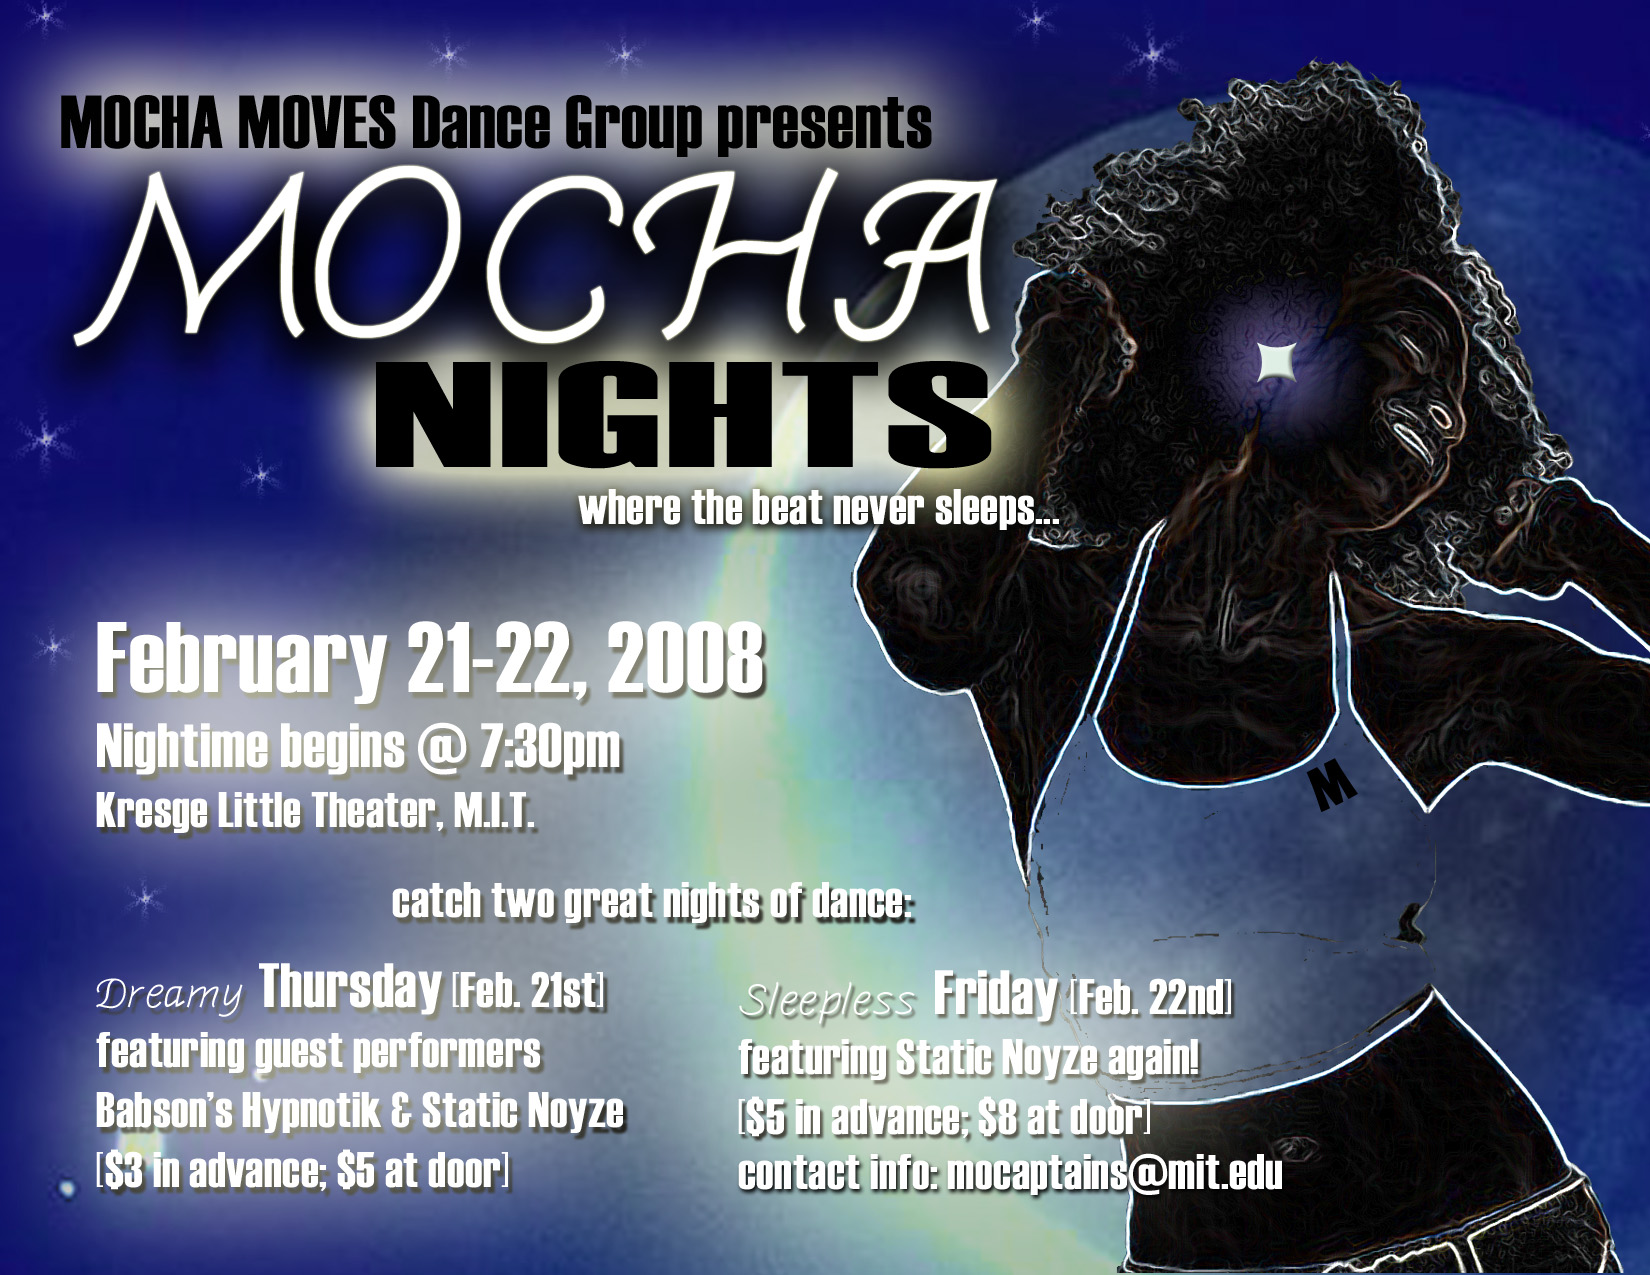 MOCHA MOVES Dance Group presents
MOCHA
NIGHTS
where the beat never sleeps...
February 21-22, 2008
Nightime begins @ 7:30pm
Kresge Little Theater, M.I.T.
M
catch two great nights of dance:
Dreamy Thursday [Feb. 21st]
featuring guest performers
Babson's Hypnotik & Static Noyze
[$3 in advance; $5 at door]
Sleepless Friday [Feb. 22nd]
featuring Static Noyze again!
[$5 in advance; $8 at door]
contact info: mocaptains@mit.edu